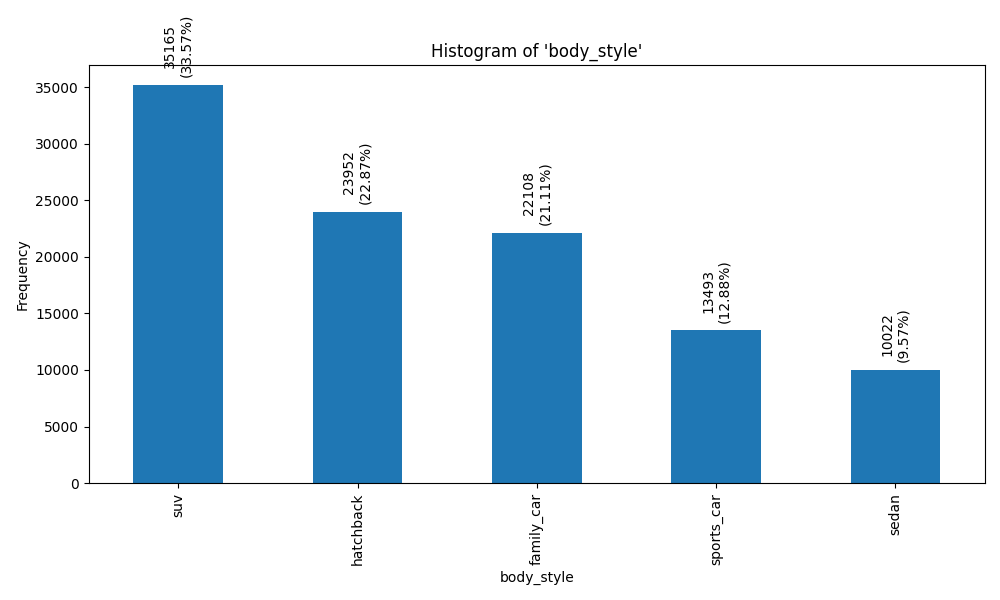 Histogram of 'body_style'
35165
(33.57%)
23952
(22.87%)
22108
(21.11%)
13493
(12.88%)
10022
(9.57%)
Frequency
35000
30000
25000
20000
15000
10000
5000
0
suv
hatchback
family_car
sports_car
sedan
body_style